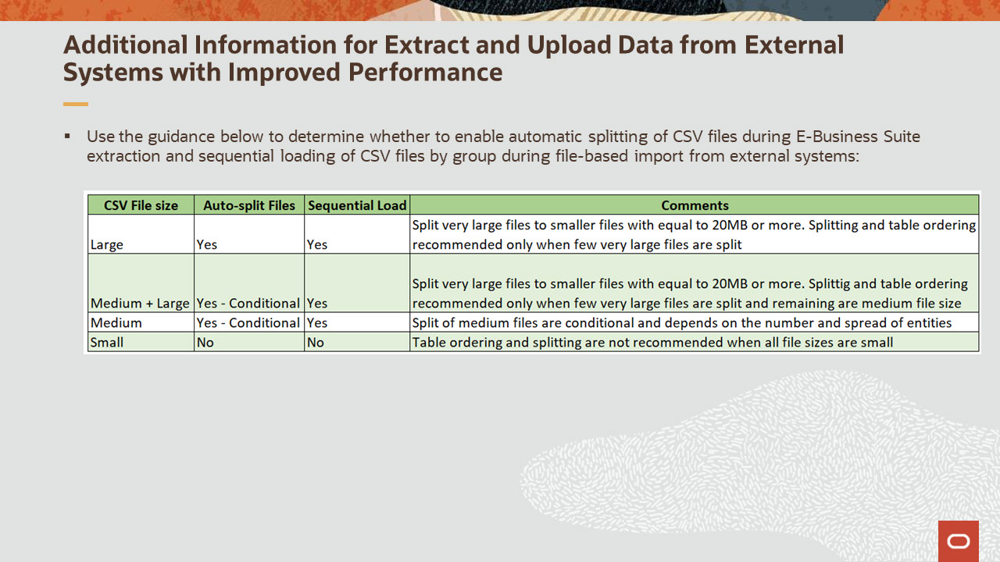 Additional Information for Extract and Upload Data from External
Systems with Improved Performance
▪ Use the guidance below to determine whether to enable automatic splitting of CSV files during E-Business Suite
extraction and sequential loading of CSV files by group during file-based import from external systems:
CSV File size Auto-split Files Sequential Load Comments
Split very large files to smaller files with equal to 20MB or more. Splitting and table ordering
Large Yes Yes recommended only when few very large files are split
Split very large files to smaller files with equal to 20MB or more. Splittig and table ordering
Medium + Large Yes - Conditional Yes recommended only when few very large files are split and remaining are medium file size
Medium Yes - Conditional Yes Split of medium files are conditional and depends on the number and spread of entities
Small No No Table ordering and splitting are not recommended when all file sizes are small